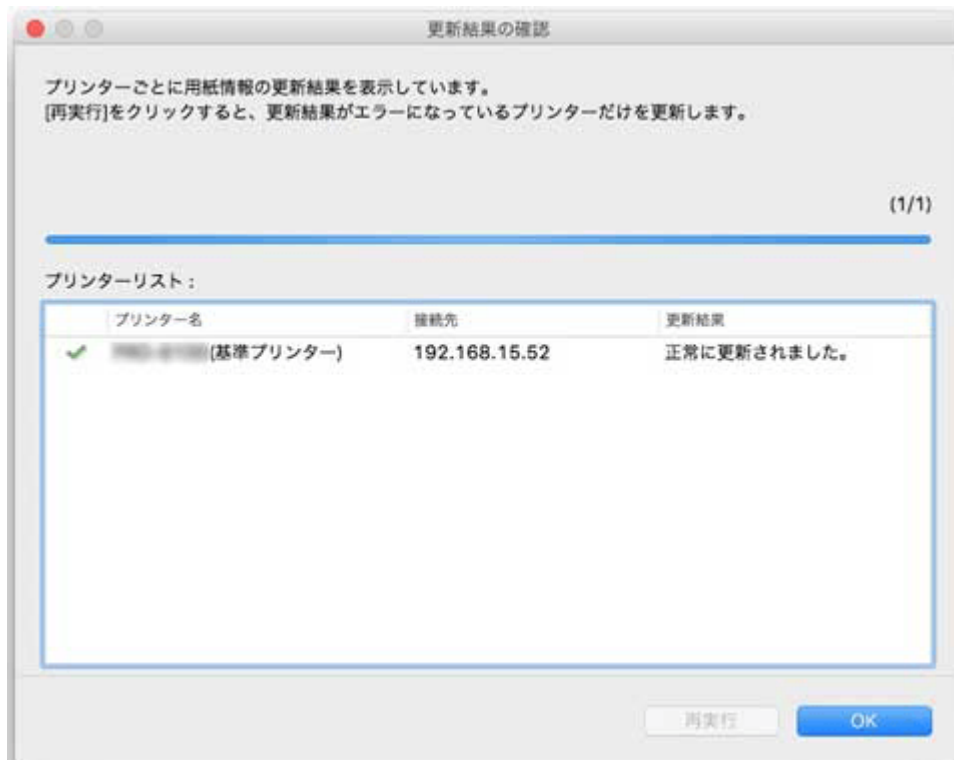 更新結果の確認
プリンターごとに用紙情報の更新結果を表示しています。
[再実行]をクリックすると、更新結果がエラーになっているプリンターだけを更新します。
(1/1)
プリンターリスト：
プリンター名 接続先 更新結果
(基準プリンター) 192.168.15.52 正常に更新されました。
再実行 OK